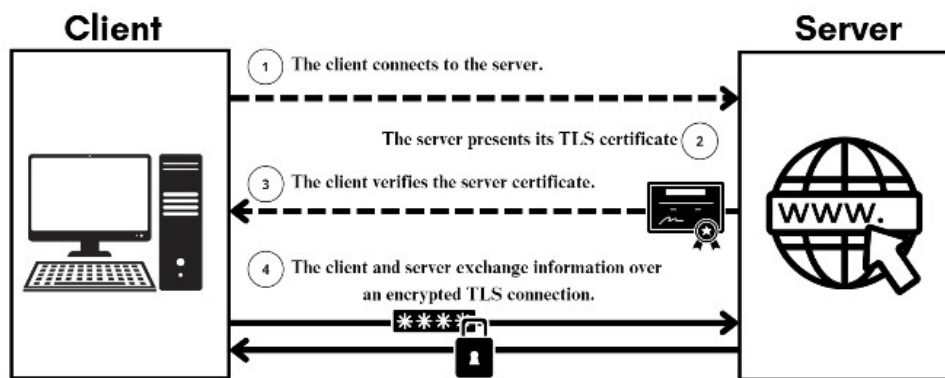 Client
Server
1 The client connects to the server.
The server presents its TLS certificate 2
3 The client verifies the server certificate.
www.
4 The client and server exchange information over
an encrypted TLS connection.
****